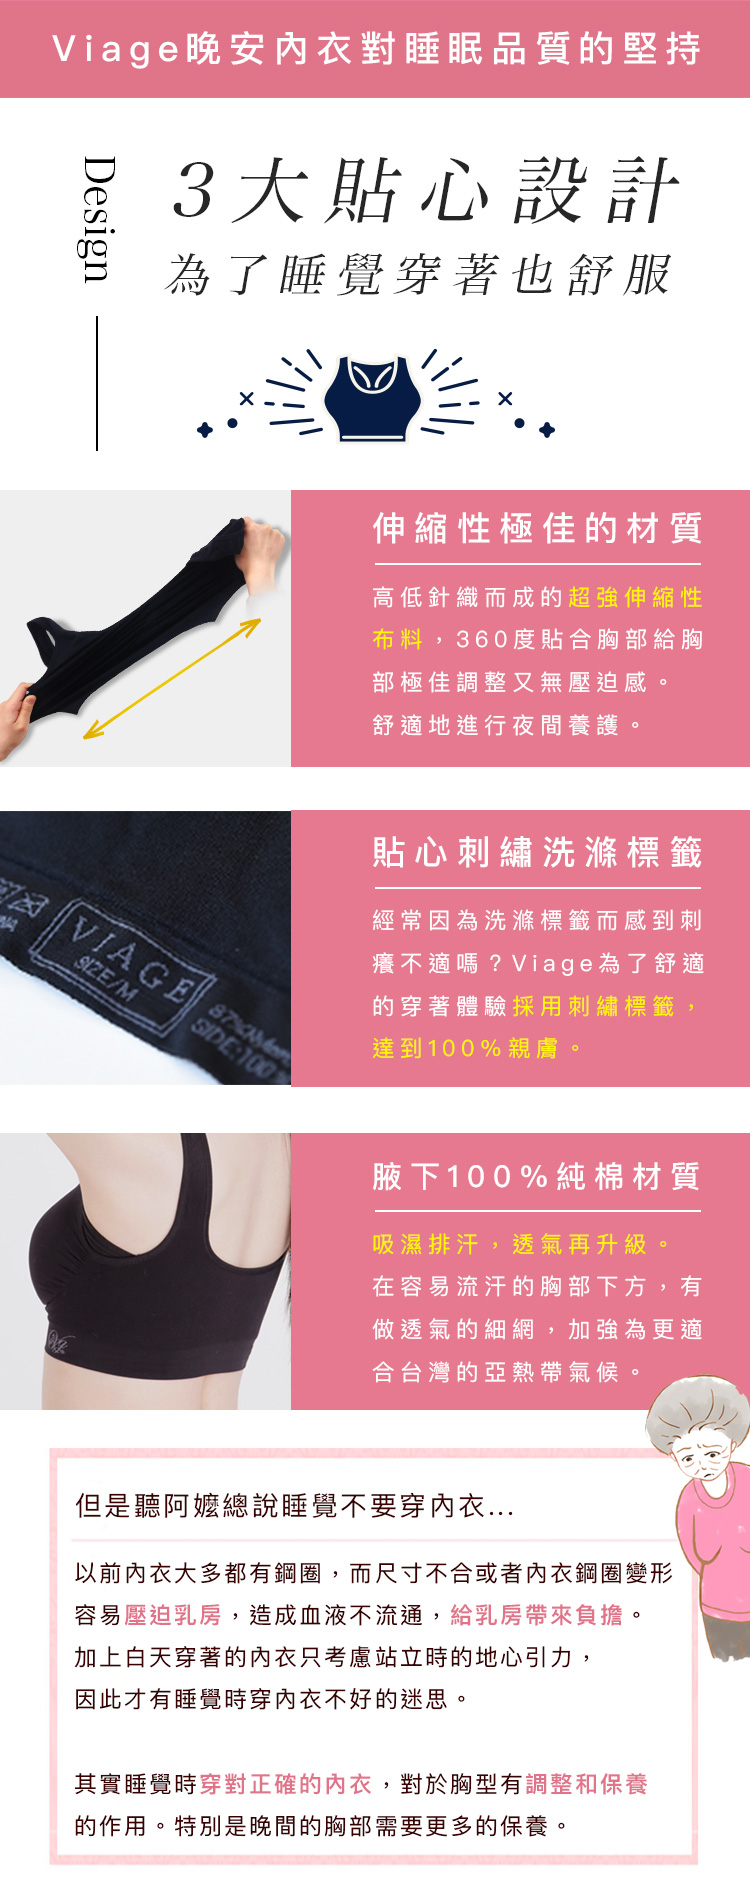 Viage晚安內衣對睡眠品質的堅持
Design
3大貼心設計
為了睡覺穿著也舒服
伸縮性極佳的材質
高低針織而成的超強伸縮性
布料，360度貼合胸部給胸
部極佳調整又無壓迫感。
舒適地進行夜間養護。
VIAGE
SIZE/M
貼心刺繡洗滌標籤
經常因為洗滌標籤而感到刺
癢不適嗎？Viage為了舒適
的穿著體驗採用刺繡標籤，
達到100%親膚。
腋下100%純棉材質
吸濕排汗，透氣再升級。
在容易流汗的胸部下方，有
做透氣的細網，加強為更適
合台灣的亞熱帶氣候。
但是聽阿嬤總說睡覺不要穿內衣...
以前內衣大多都有鋼圈，而尺寸不合或者內衣鋼圈變形
容易壓迫乳房，造成血液不流通，給乳房帶來負擔。
加上白天穿著的內衣只考慮站立時的地心引力，
因此才有睡覺時穿內衣不好的迷思。
其實睡覺時穿對正確的內衣，對於胸型有調整和保養
的作用。特別是晚間的胸部需要更多的保養。